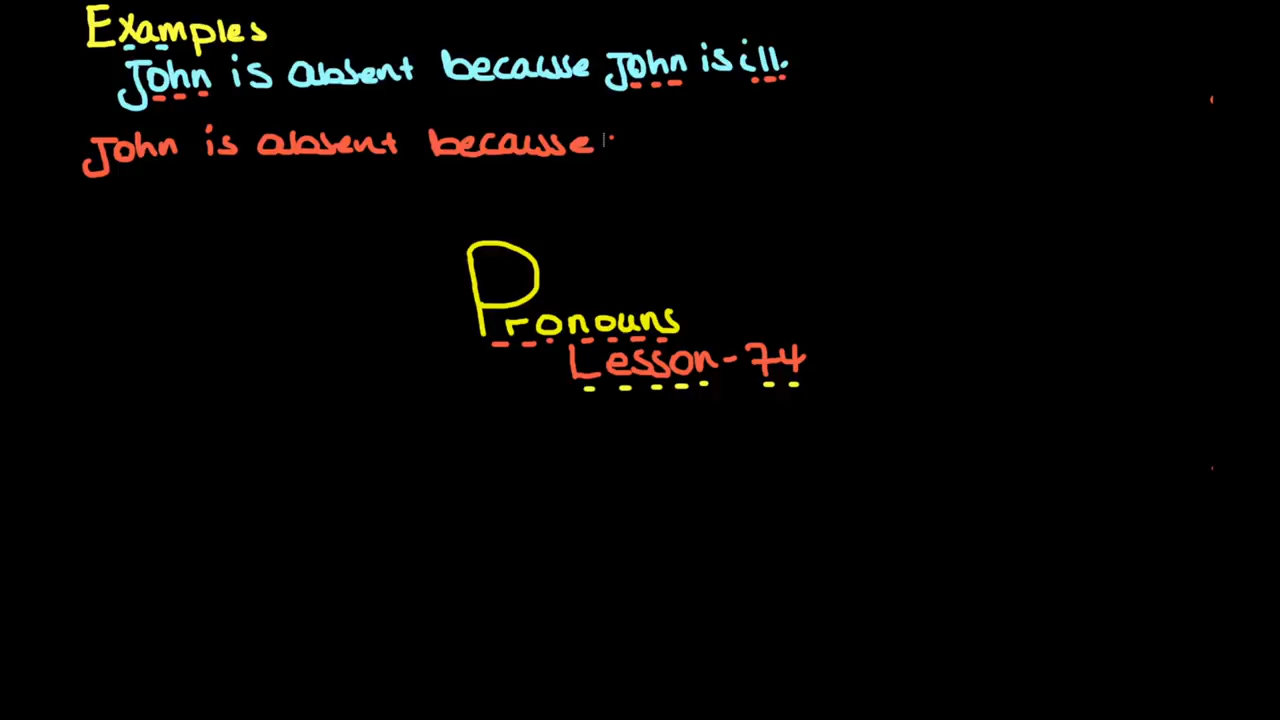 Examples
John is absent because John is ill.
John is absent because
Pronouns
Lesson-74